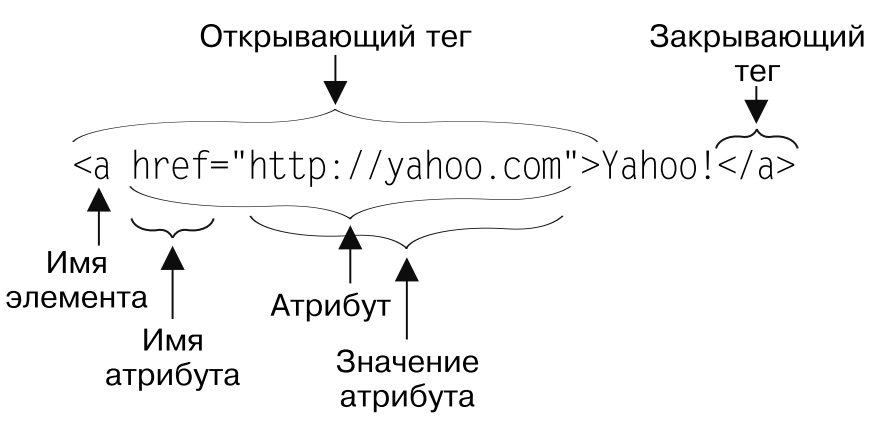 Открывающий тег
Закрывающий
тег
<a href="http://yahoo.com">Yahoo!</a>
Имя
элемента
Атрибут
Имя
атрибута
Значение
атрибута